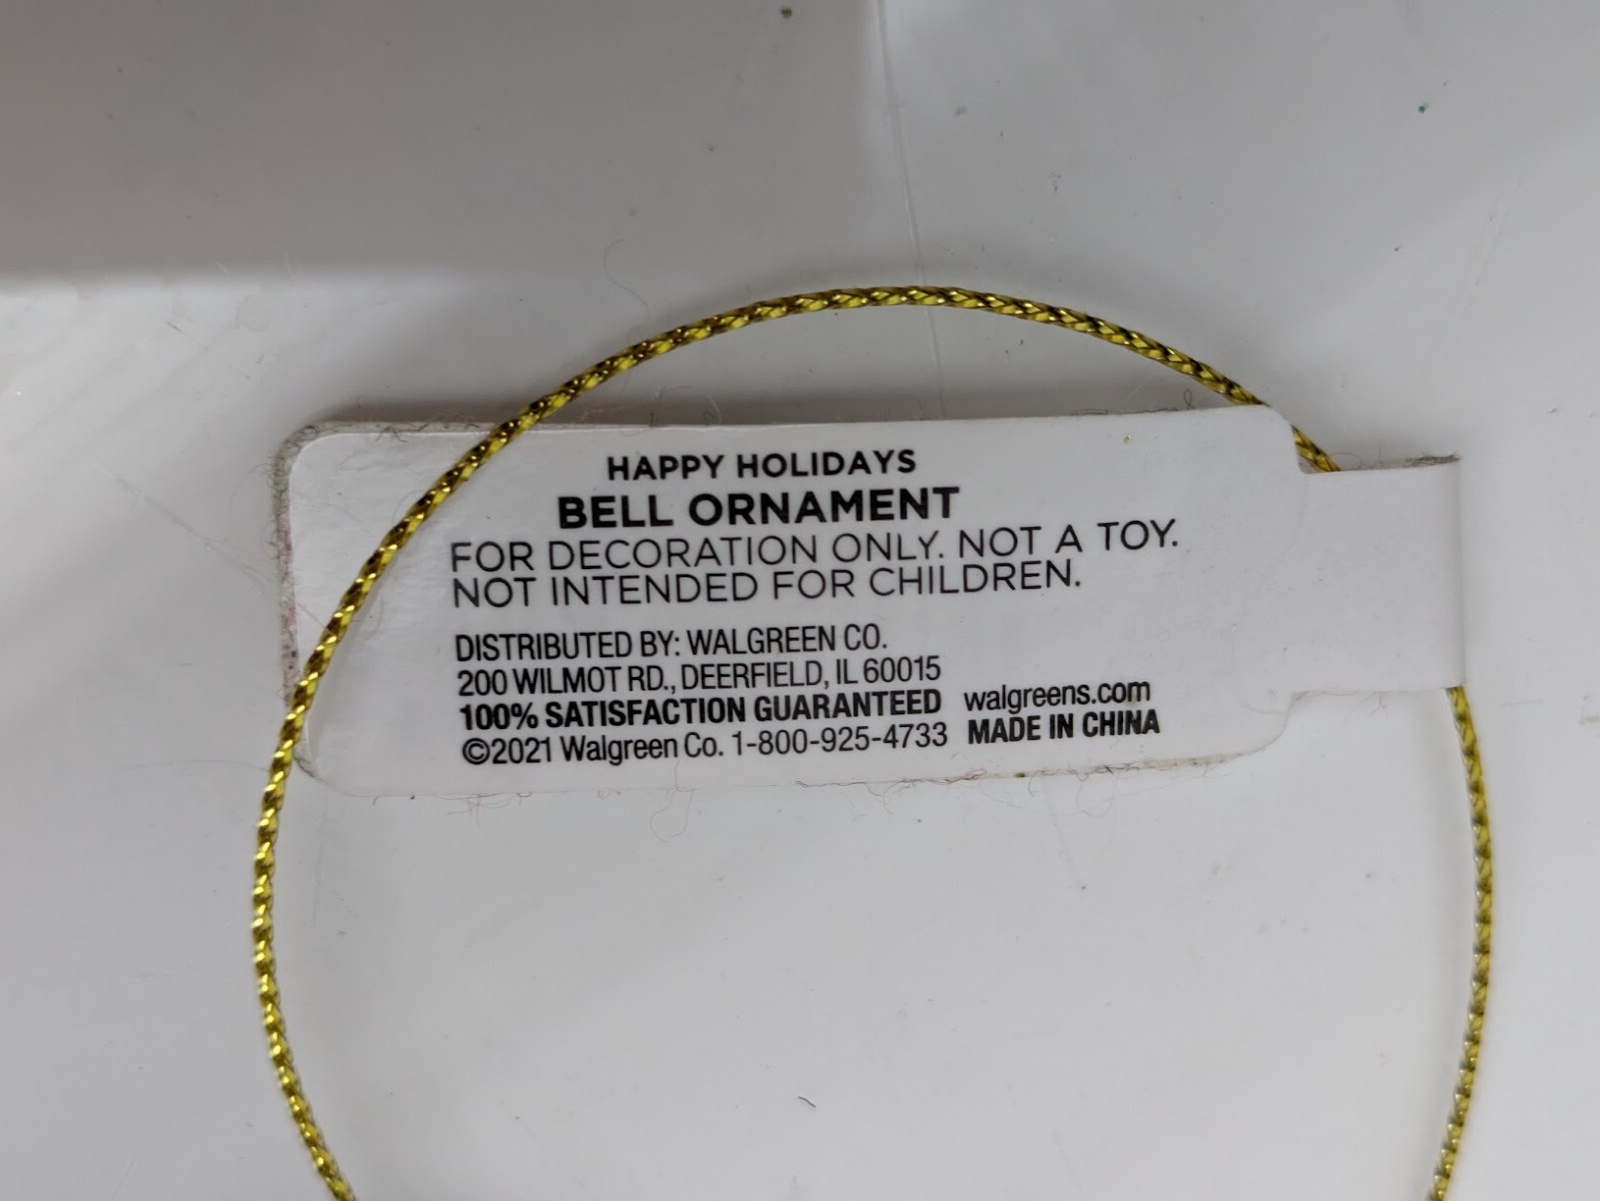 HAPPY HOLIDAYS
BELL ORNAMENT
FOR DECORATION ONLY. NOT A TOY.
NOT INTENDED FOR CHILDREN.
DISTRIBUTED BY: WALGREEN CO.
200 WILMOT RD., DEERFIELD, IL 60015
100% SATISFACTION GUARANTEED walgreens.com
©2021 Walgreen Co. 1-800-925-4733 MADE IN CHINA